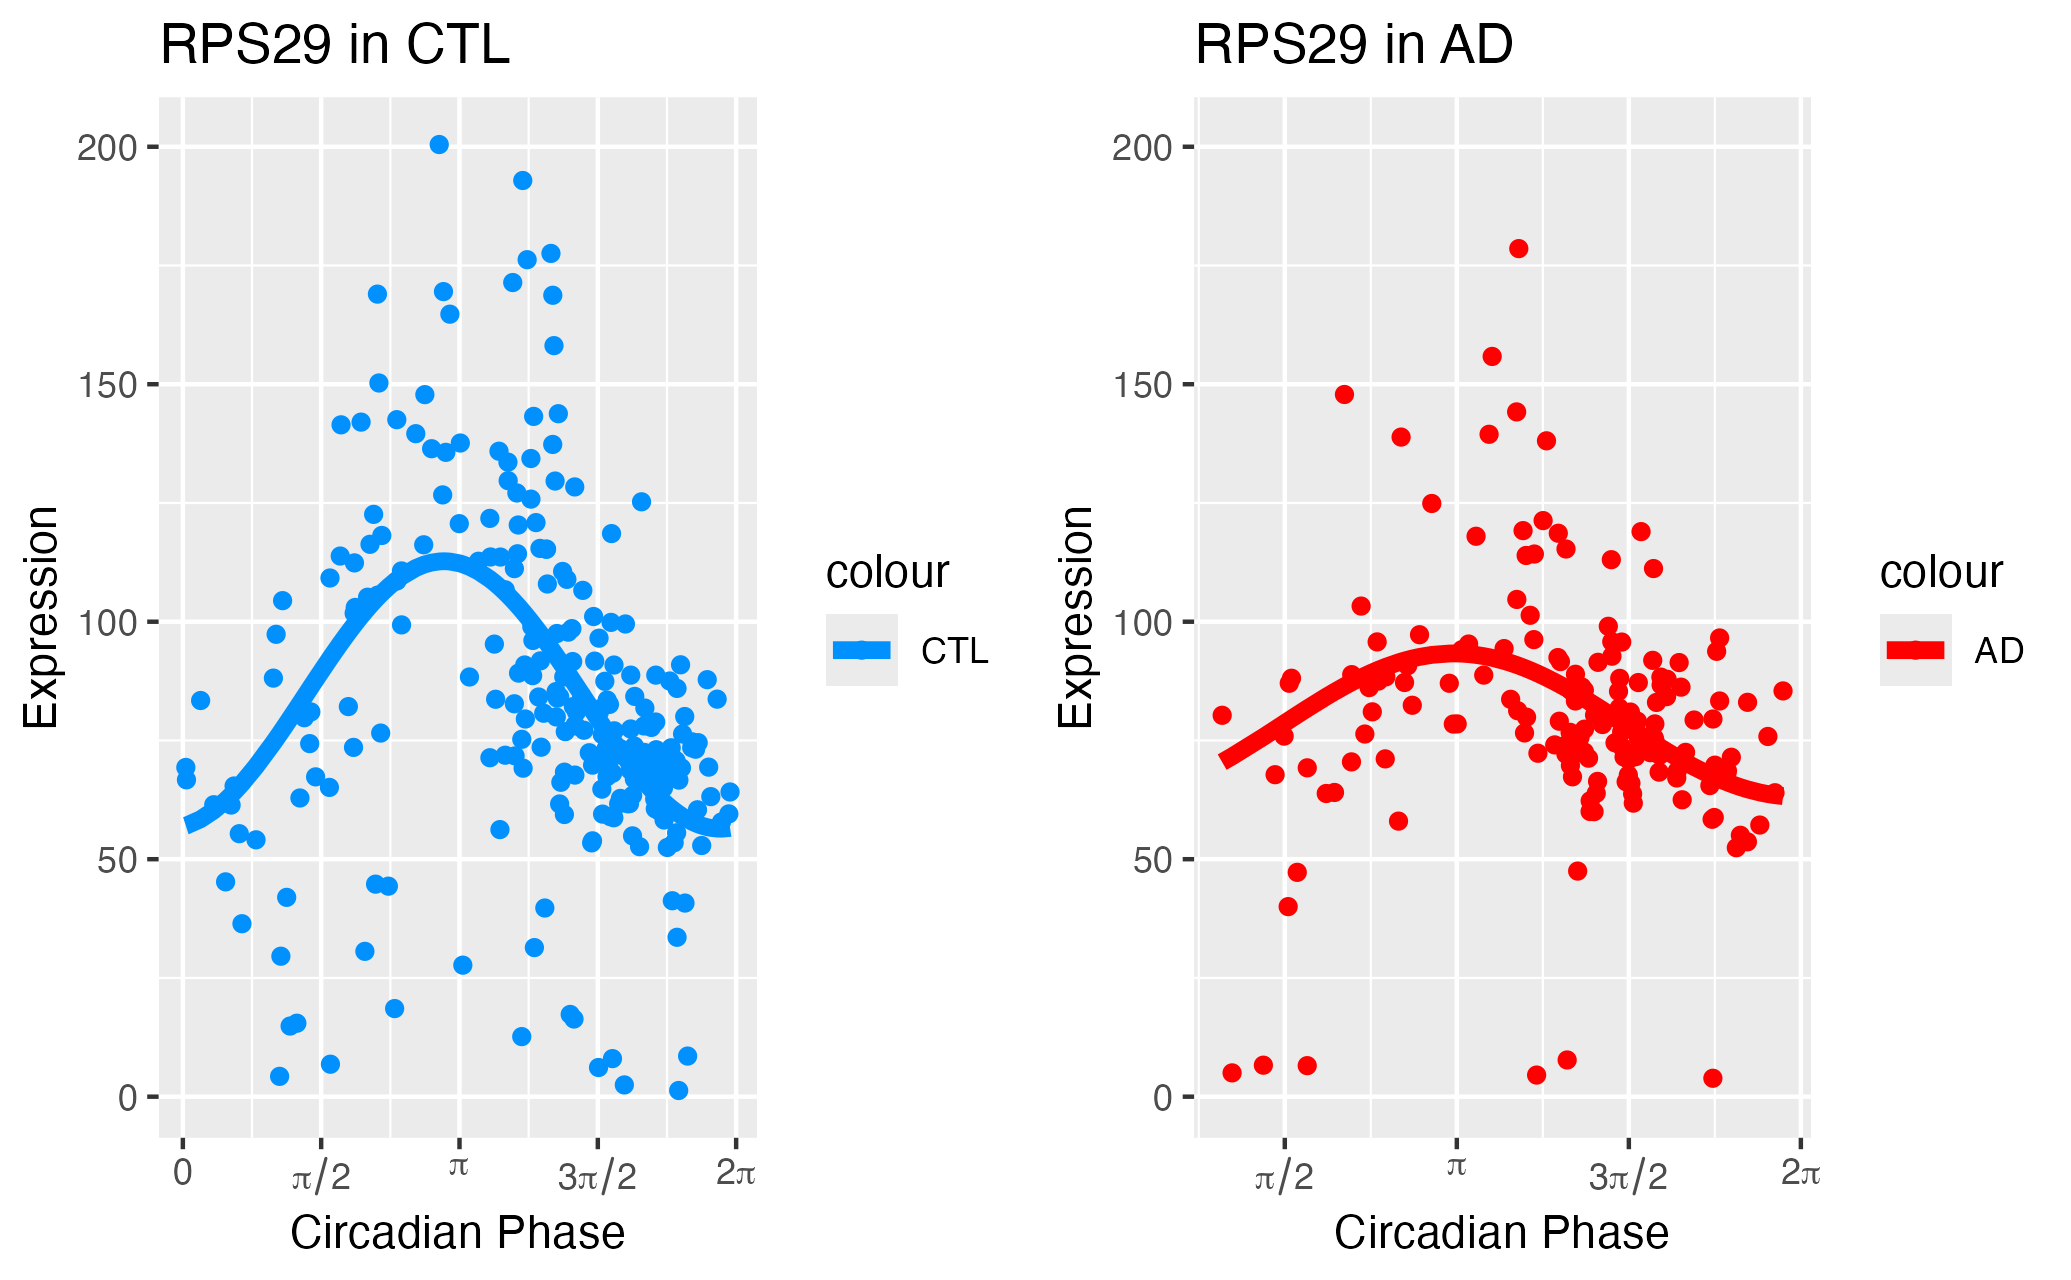 RPS29 in CTL
200
150
100
50
0
Expression
0
π/2
π
3π/2
2π
Circadian Phase
colour
CTL
RPS29 in AD
200
150
100
50
0
Expression
π/2
π
3π/2
2π
Circadian Phase
colour
AD